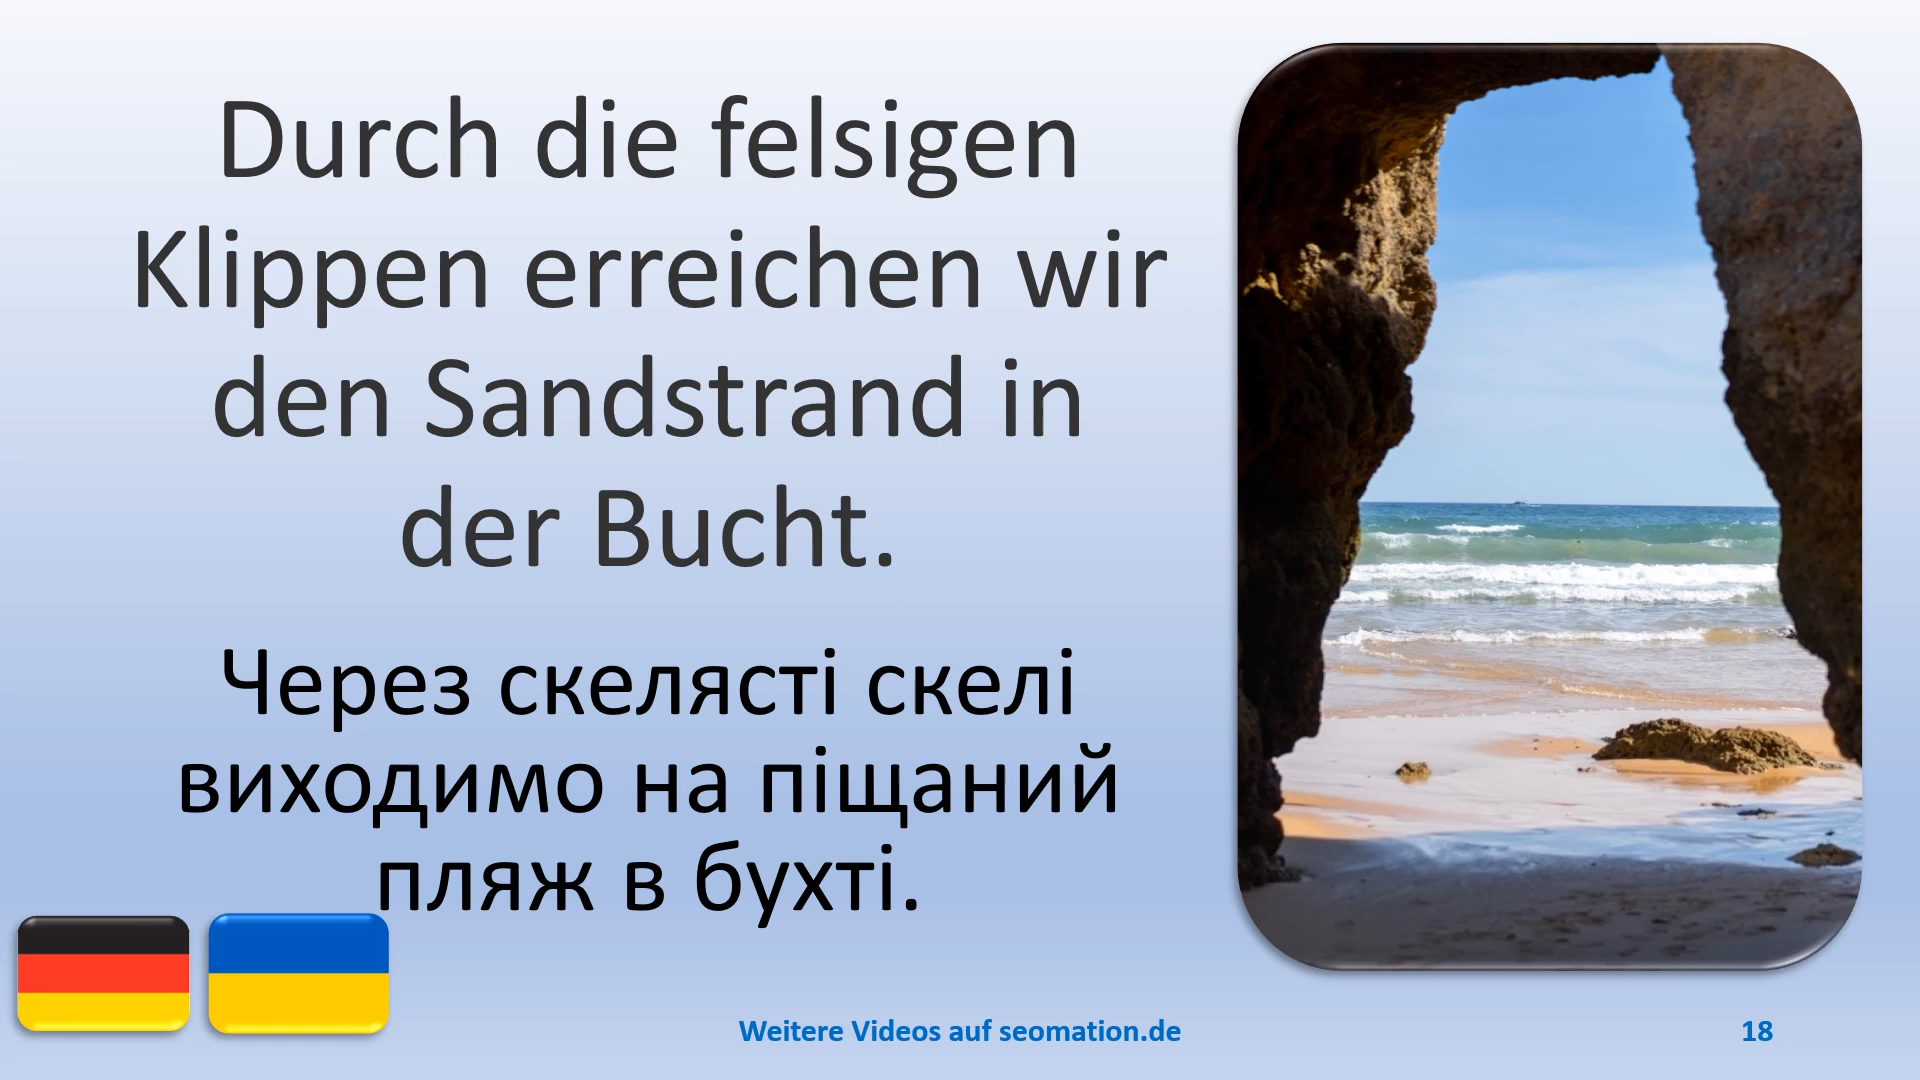 Durch die felsigen
Klippen erreichen wir
den Sandstrand in
der Bucht.
Через скелясті скелі
виходимо на піщаний
пляж в бухті.
Weitere Videos auf seomation.de
18